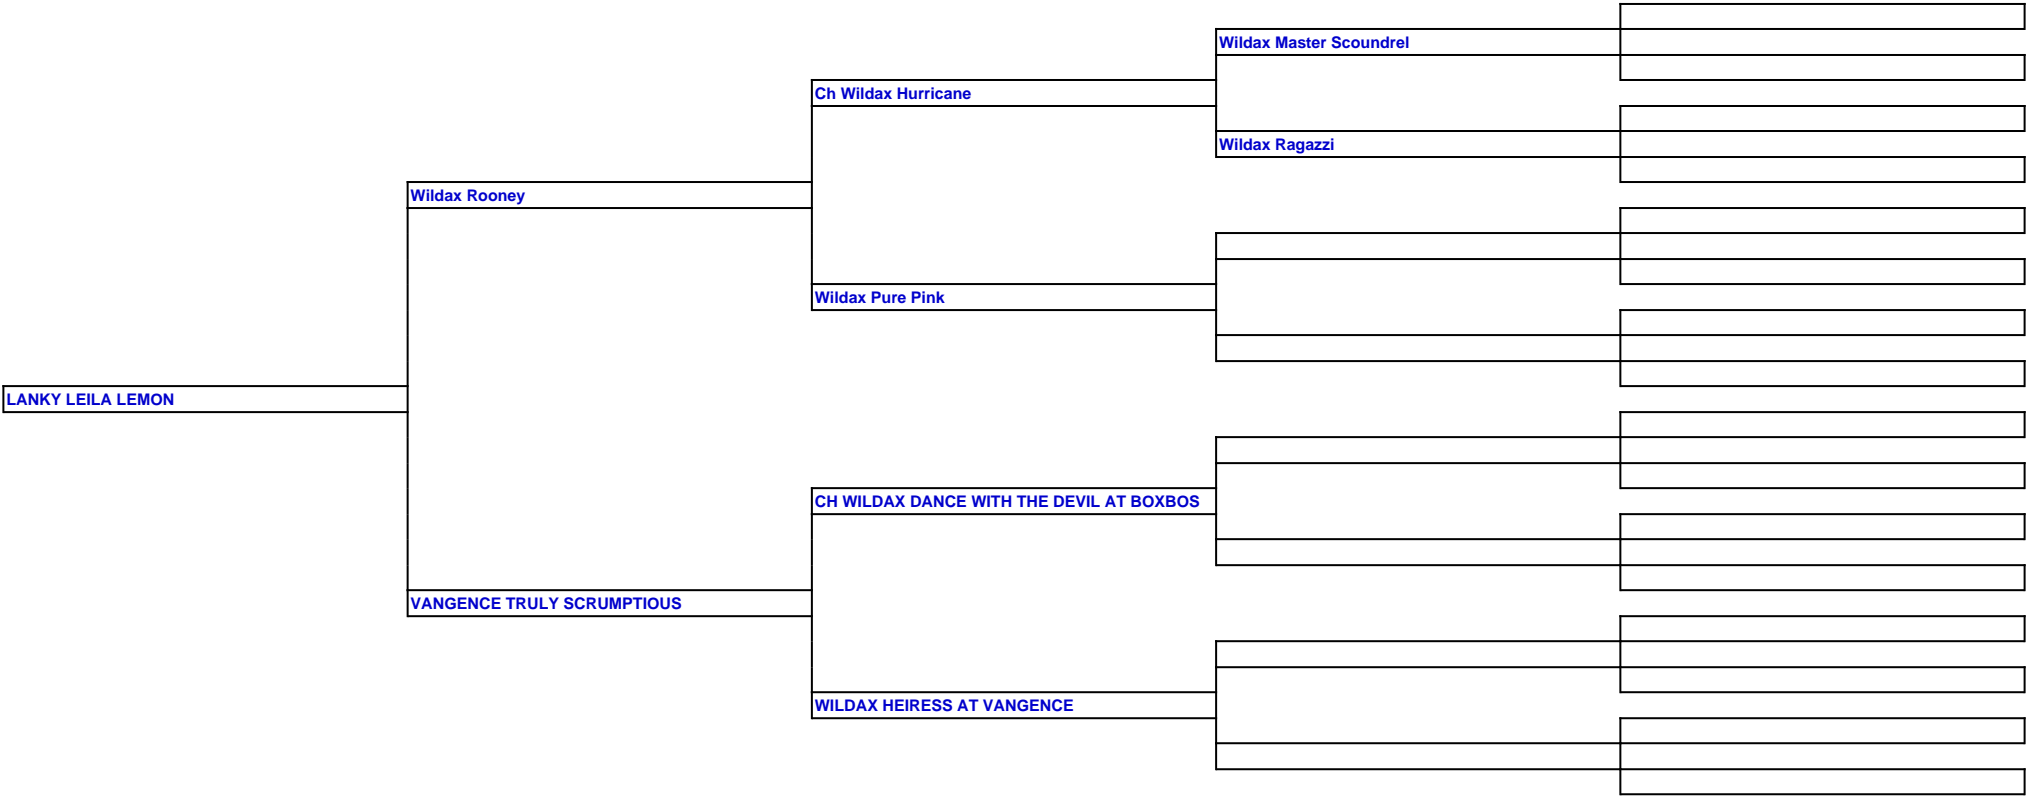 Wildax Master Scoundrel
Ch Wildax Hurricane
Wildax Ragazzi
Wildax Rooney
Wildax Pure Pink
LANKY LEILA LEMON
CH WILDAX DANCE WITH THE DEVIL AT BOXBOS
VANGENCE TRULY SCRUMPTIOUS
WILDAX HEIRESS AT VANGENCE